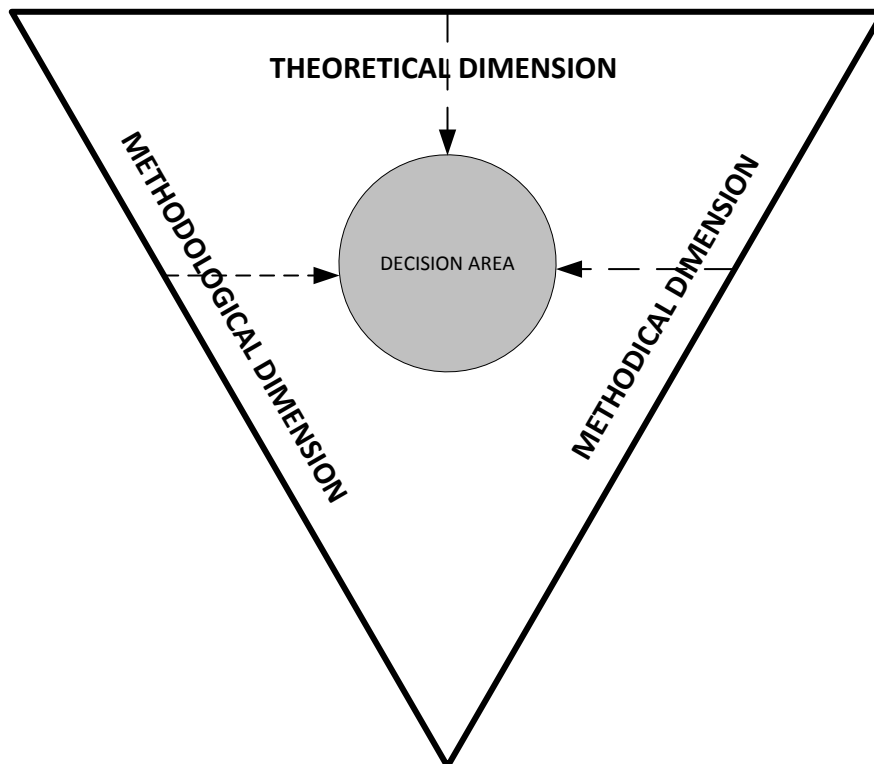 THEORETICAL DIMENSION
METHODOLOGICAL DIMENSION
DECISION AREA
METHODICAL DIMENSION